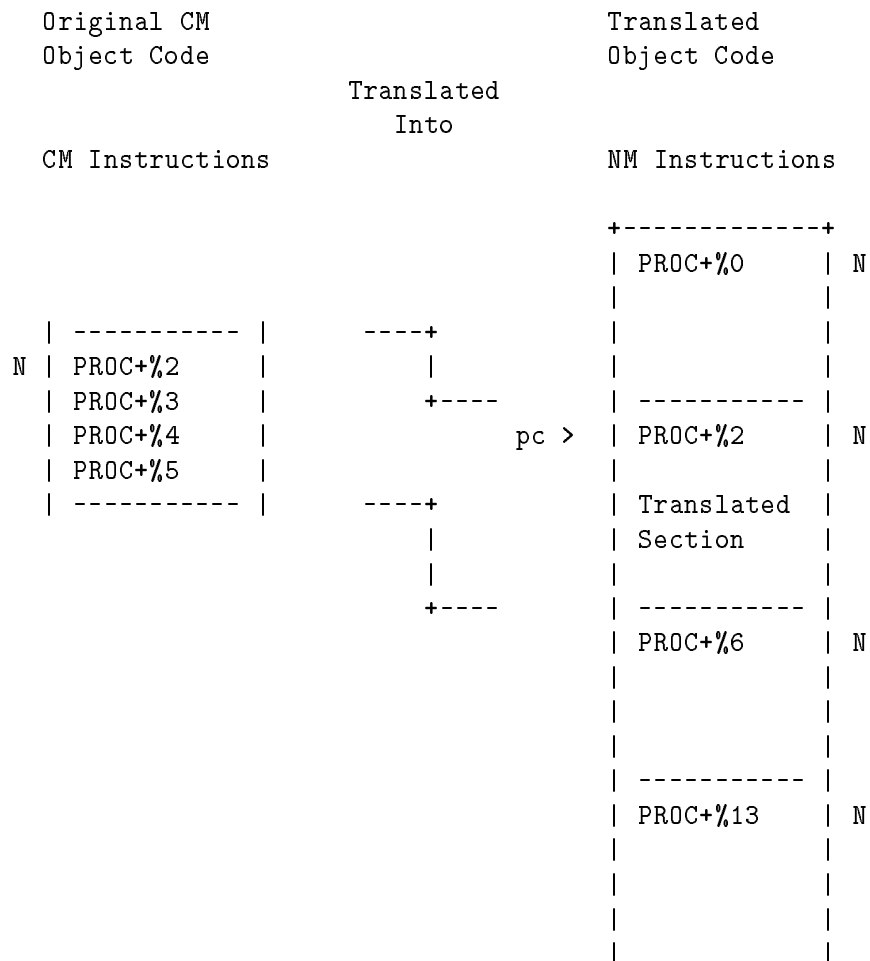 Original CM Translated
Object Code Object Code
Translated
Into
CM Instructions NM Instructions
+-------------+
| PROC+%0 | N
| |
| ----------- | ----+ | |
N | PROC+%2 | | | |
| PROC+%3 | +---- | ----------- |
| PROC+%4 | pc > | PROC+%2 | N
| PROC+%5 | | |
| ----------- | ----+ | Translated |
| | Section |
| | |
+---- | ----------- |
| PROC+%6 | N
| |
| |
| |
| ----------- |
| PROC+%13 | N
| |
| |
| |
| |